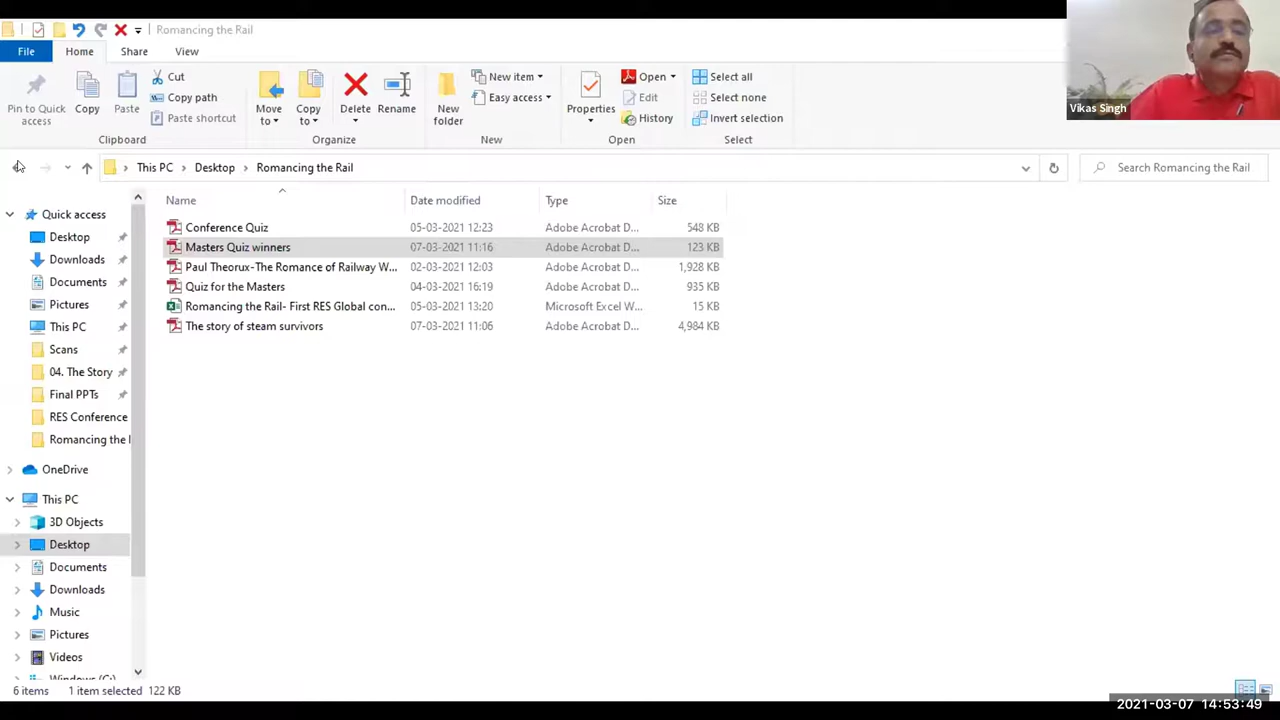 Romancing the Rail
File Home Share View
Pin to Quick access
Copy
Paste
Cut
Copy path
Paste shortcut
Clipboard
Move to
Copy to
Delete
Rename
Organize
New folder
New item
Easy access
New
Properties
Open
Edit
History
Open
Select all
Select none
Invert selection
Select
Vikas Singh
This PC Desktop Romancing the Rail
Search Romancing the Rail
Name Date modified Type Size
Conference Quiz 05-03-2021 12:23 Adobe Acrobat D... 548 KB
Masters Quiz winners 07-03-2021 11:16 Adobe Acrobat D... 123 KB
Paul Theorux-The Romance of Railway W... 02-03-2021 12:03 Adobe Acrobat D... 1,928 KB
Quiz for the Masters 04-03-2021 16:19 Adobe Acrobat D... 935 KB
Romancing the Rail- First RES Global con... 05-03-2021 13:20 Microsoft Excel W... 15 KB
The story of steam survivors 07-03-2021 11:06 Adobe Acrobat D... 4,984 KB
Quick access
Desktop
Downloads
Documents
Pictures
This PC
Scans
04. The Story
Final PPTs
RES Conference
Romancing the
OneDrive
This PC
3D Objects
Desktop
Documents
Downloads
Music
Pictures
Videos
6 items 1 item selected 122 KB
2021-03-07 14:53:49